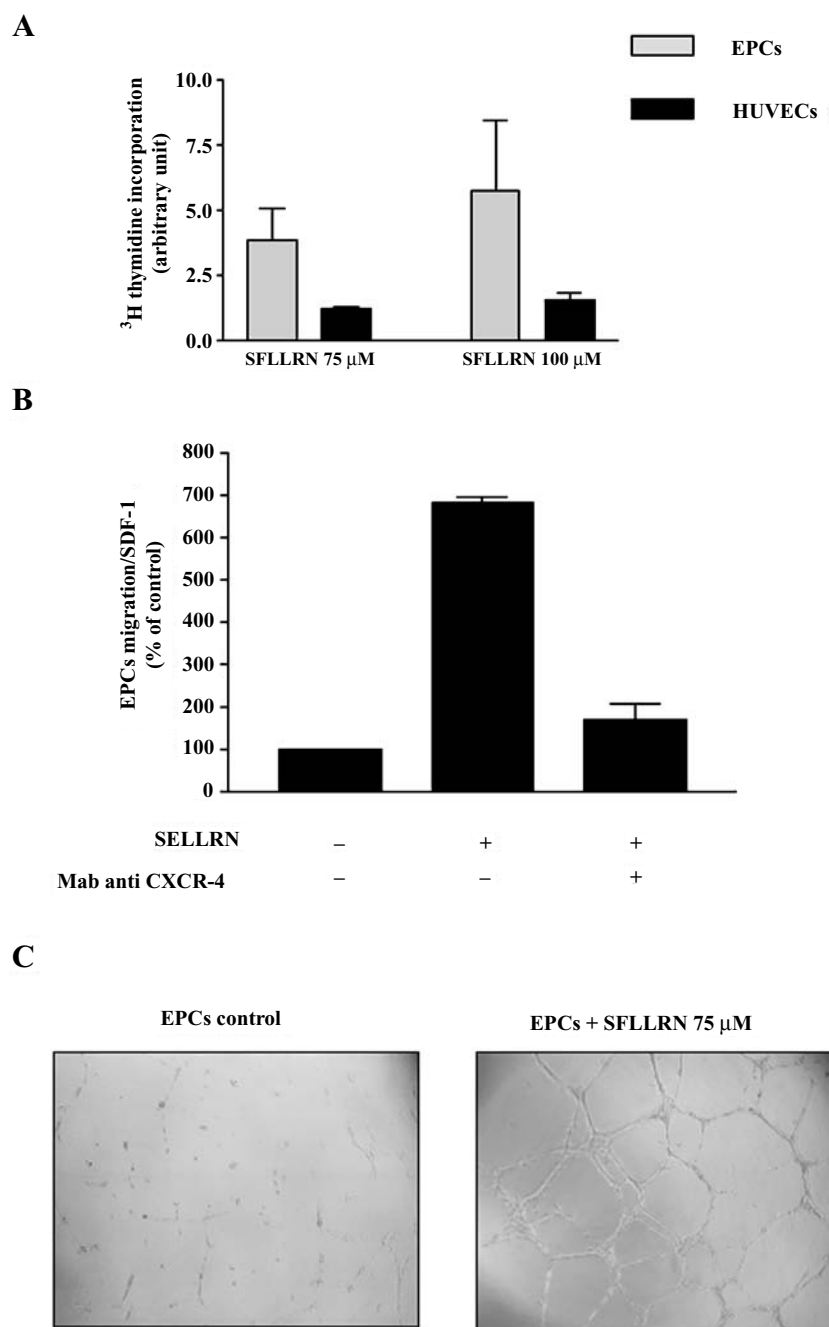 A
EPCs
HUVECs
10.0
7.5
5.0
2.5
0.0
³H thymidine incorporation
(arbitrary unit)
SFLLRN 75 µM
SFLLRN 100 µM
B
800
700
600
500
400
300
200
100
0
EPCs migration/SDF-1
(% of control)
SELLRN – + +
Mab anti CXCR-4 – – +
C
EPCs control
EPCs + SFLLRN 75 µM